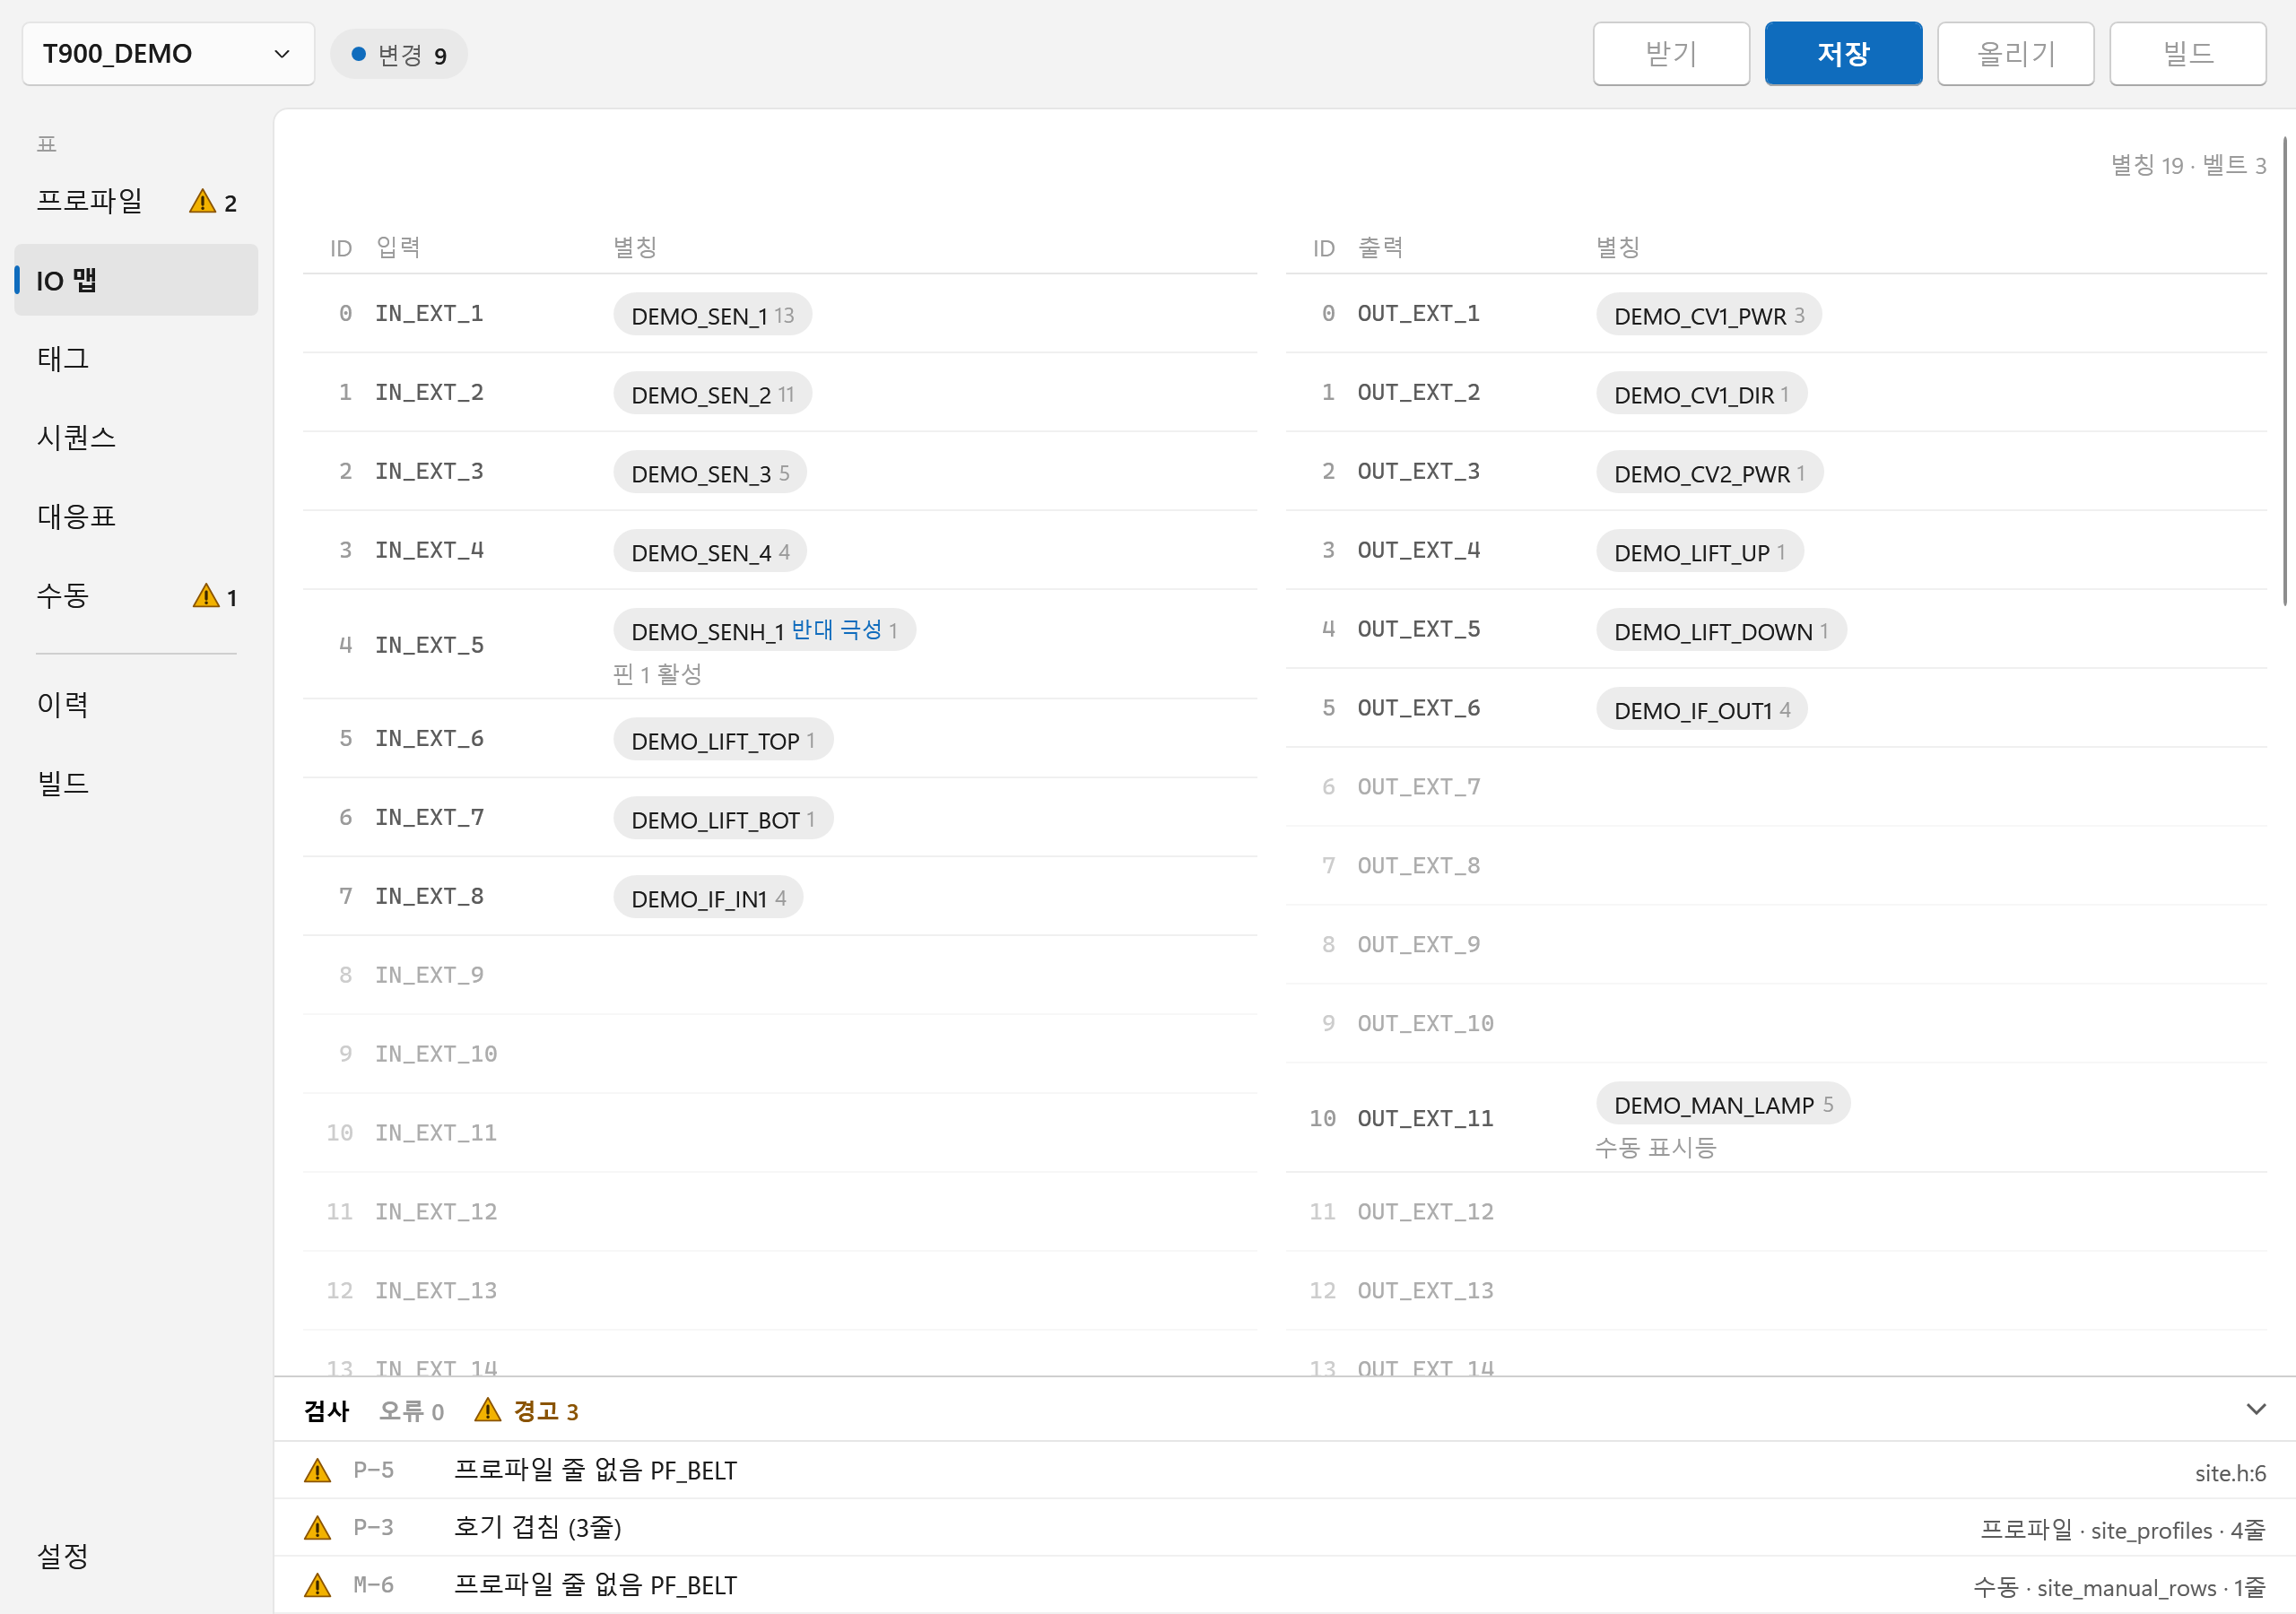 T900_DEMO
변경 9
받기
저장
올리기
빌드
표
프로파일 2
IO 맵
태그
시퀀스
대응표
수동 1
이력
빌드
설정
별칭 19 · 벨트 3
ID 입력 별칭
0 IN_EXT_1 DEMO_SEN_1 13
1 IN_EXT_2 DEMO_SEN_2 11
2 IN_EXT_3 DEMO_SEN_3 5
3 IN_EXT_4 DEMO_SEN_4 4
4 IN_EXT_5 DEMO_SENH_1 반대 극성 1
핀 1 활성
5 IN_EXT_6 DEMO_LIFT_TOP 1
6 IN_EXT_7 DEMO_LIFT_BOT 1
7 IN_EXT_8 DEMO_IF_IN1 4
8 IN_EXT_9
9 IN_EXT_10
10 IN_EXT_11
11 IN_EXT_12
12 IN_EXT_13
13 IN_EXT_14
ID 출력 별칭
0 OUT_EXT_1 DEMO_CV1_PWR 3
1 OUT_EXT_2 DEMO_CV1_DIR 1
2 OUT_EXT_3 DEMO_CV2_PWR 1
3 OUT_EXT_4 DEMO_LIFT_UP 1
4 OUT_EXT_5 DEMO_LIFT_DOWN 1
5 OUT_EXT_6 DEMO_IF_OUT1 4
6 OUT_EXT_7
7 OUT_EXT_8
8 OUT_EXT_9
9 OUT_EXT_10
10 OUT_EXT_11 DEMO_MAN_LAMP 5
수동 표시등
11 OUT_EXT_12
12 OUT_EXT_13
13 OUT_EXT_14
검사 오류 0 경고 3
P-5 프로파일 줄 없음 PF_BELT site.h:6
P-3 호기 겹침 (3줄) 프로파일 · site_profiles · 4줄
M-6 프로파일 줄 없음 PF_BELT 수동 · site_manual_rows · 1줄